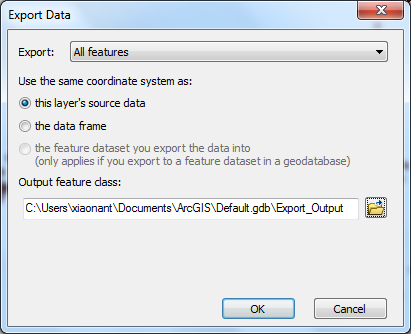 Export Data
Export: All features
Use the same coordinate system as:
this layer's source data
the data frame
the feature dataset you export the data into
(only applies if you export to a feature dataset in a geodatabase)
Output feature class:
C:\Users\xiaonant\Documents\ArcGIS\Default.gdb\Export_Output
OK Cancel